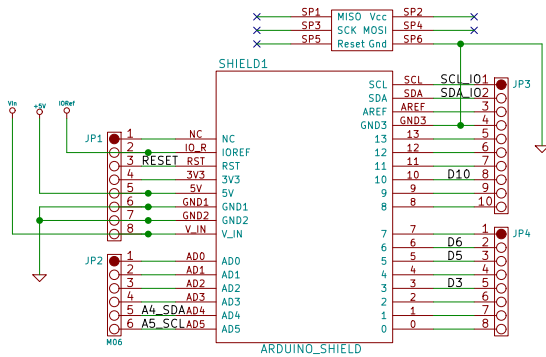 SP1 MISO Vcc SP2
SP3 SCK MOSI SP4
SP5 Reset Gnd SP6
SHIELD1
Vin +5V IORef
SCL SCL SCL_IO 1 JP3
SDA SDA SDA_IO 2
AREF AREF 3
GND3 GND3 4
JP1 1 NC NC 13 13 5
2 IO_R IOREF 12 12 6
3 RESET RST RST 11 11 7
4 3V3 3V3 10 10 D10 8
5 5V 5V 9 9 9
6 GND1 GND1 8 8 10
7 GND2 GND2
8 V_IN V_IN 7 7 1 JP4
6 6 D6 2
JP2 1 AD0 AD0 5 5 D5 3
2 AD1 AD1 4 4 4
3 AD2 AD2 3 3 D3 5
4 AD3 AD3 2 2 6
5 A4_SDA AD4 AD4 1 1 7
6 A5_SCL AD5 AD5 0 0 8
M06
ARDUINO_SHIELD